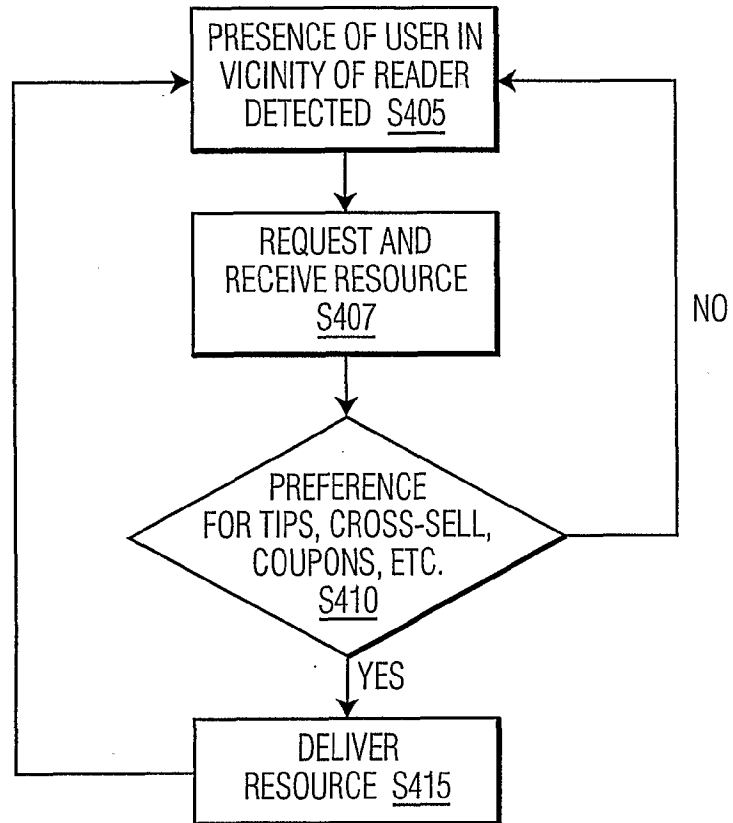 PRESENCE OF USER IN
VICINITY OF READER
DETECTED S405
REQUEST AND
RECEIVE RESOURCE
S407
NO
PREFERENCE
FOR TIPS, CROSS-SELL,
COUPONS, ETC.
S410
YES
DELIVER
RESOURCE S415